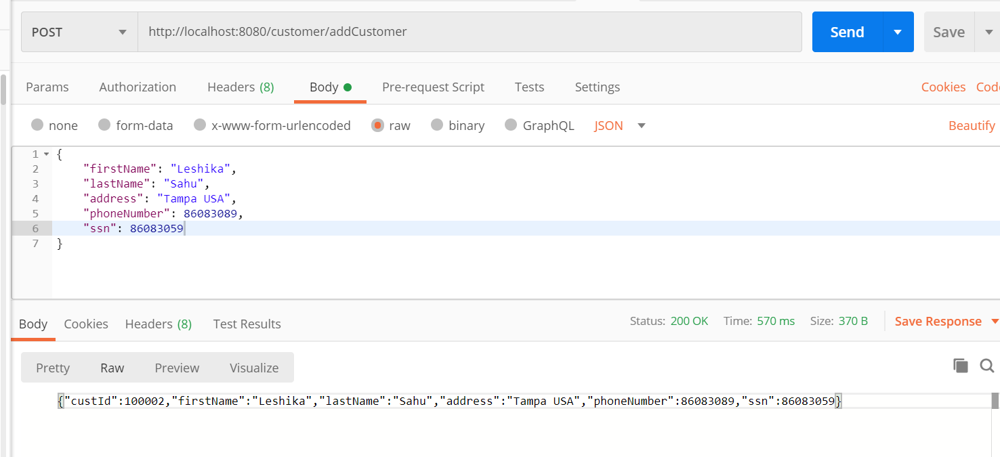 POST http://localhost:8080/customer/addCustomer Send Save
Params Authorization Headers (8) Body Pre-request Script Tests Settings Cookies
none form-data x-www-form-urlencoded raw binary GraphQL JSON Beautify
1 {
2 "firstName": "Leshika",
3 "lastName": "Sahu",
4 "address": "Tampa USA",
5 "phoneNumber": 86083089,
6 "ssn": 86083059
7 }
Body Cookies Headers (8) Test Results Status: 200 OK Time: 570 ms Size: 370 B Save Response
Pretty Raw Preview Visualize
{"custId":100002,"firstName":"Leshika","lastName":"Sahu","address":"Tampa USA","phoneNumber":86083089,"ssn":86083059}